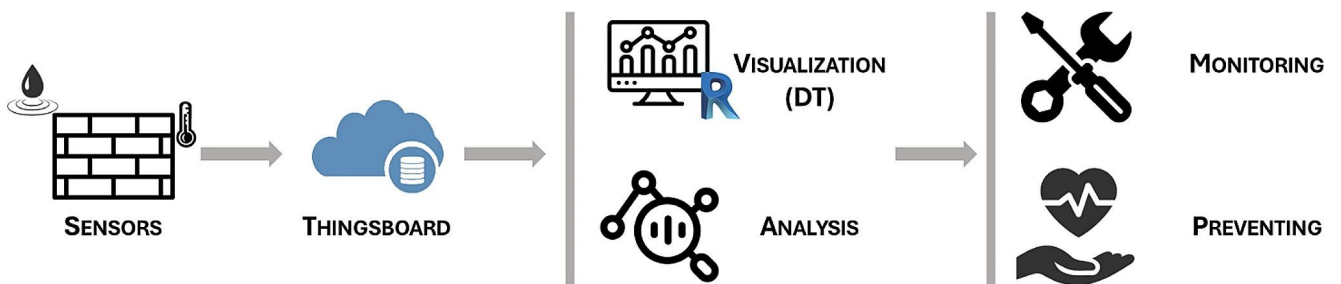 SENSORS
THINGSBOARD
VISUALIZATION
(DT)
R
ANALYSIS
MONITORING
PREVENTING